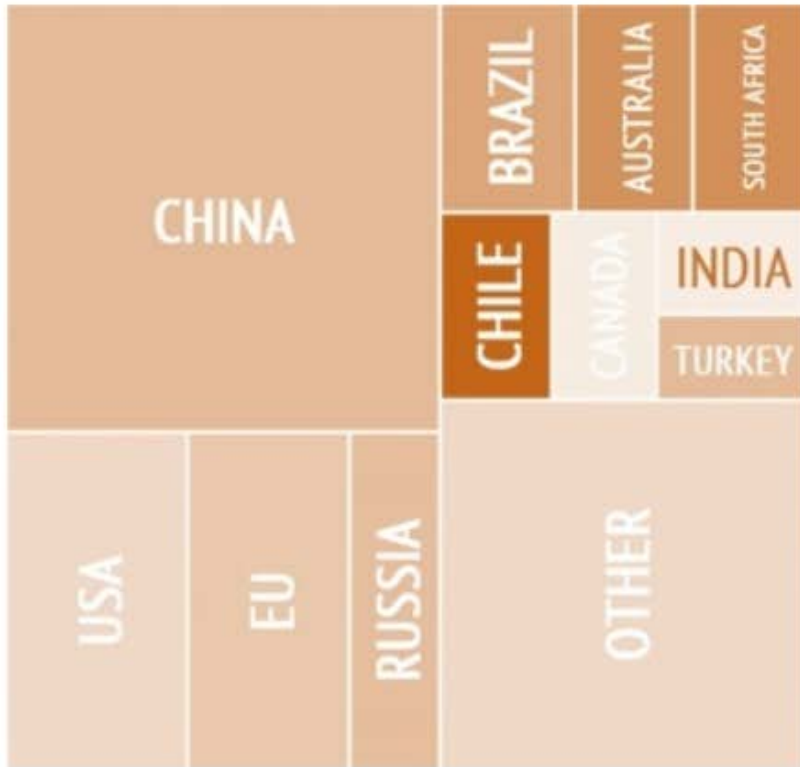 CHINA
BRAZIL
AUSTRALIA
SOUTH AFRICA
CHILE
CANADA
INDIA
TURKEY
USA
EU
RUSSIA
OTHER